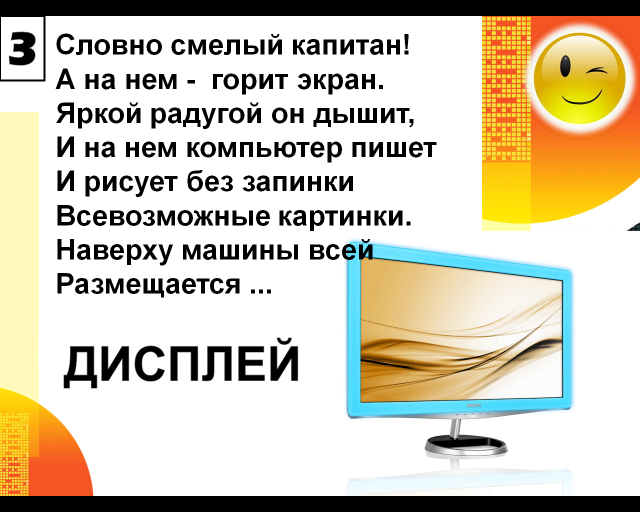 3
Словно смелый капитан!
А на нем -  горит экран.
Яркой радугой он дышит,
И на нем компьютер пишет
И рисует без запинки
Всевозможные картинки.
Наверху машины всей
Размещается ...
ДИСПЛЕЙ